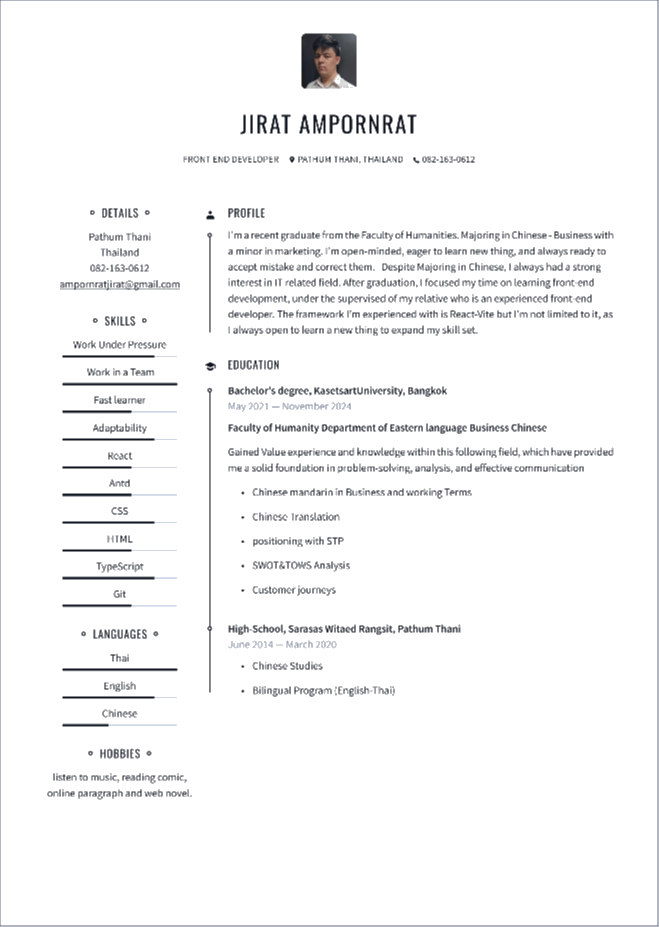 JIRAT AMPORNRAT
FRONT END DEVELOPER PATHUM THANI, THAILAND 082-163-0612
DETAILS
Pathum Thani
Thailand
082-163-0612
ampornratjirat@gmail.com
SKILLS
Work Under Pressure
Work in a Team
Fast learner
Adaptability
React
Antd
CSS
HTML
TypeScript
Git
LANGUAGES
Thai
English
Chinese
HOBBIES
listen to music, reading comic,
online paragraph and web novel.
PROFILE
I'm a recent graduate from the Faculty of Humanities. Majoring in Chinese - Business with
a minor in marketing. I'm open-minded, eager to learn new thing, and always ready to
accept mistake and correct them. Despite Majoring in Chinese, I always had a strong
interest in IT related field. After graduation, I focused my time on learning front-end
development, under the supervised of my relative who is an experienced front-end
developer. The framework I'm experienced with is React-Vite but I'm not limited to it, as
I always open to learn a new thing to expand my skill set.
EDUCATION
Bachelor's degree, KasetsartUniversity, Bangkok
May 2021 — November 2024
Faculty of Humanity Department of Eastern language Business Chinese
Gained Value experience and knowledge within this following field, which have provided
me a solid foundation in problem-solving, analysis, and effective communication
• Chinese mandarin in Business and working Terms
• Chinese Translation
• positioning with STP
• SWOT&TOWS Analysis
• Customer journeys
High-School, Sarasas Witaed Rangsit, Pathum Thani
June 2014 — March 2020
• Chinese Studies
• Bilingual Program (English-Thai)